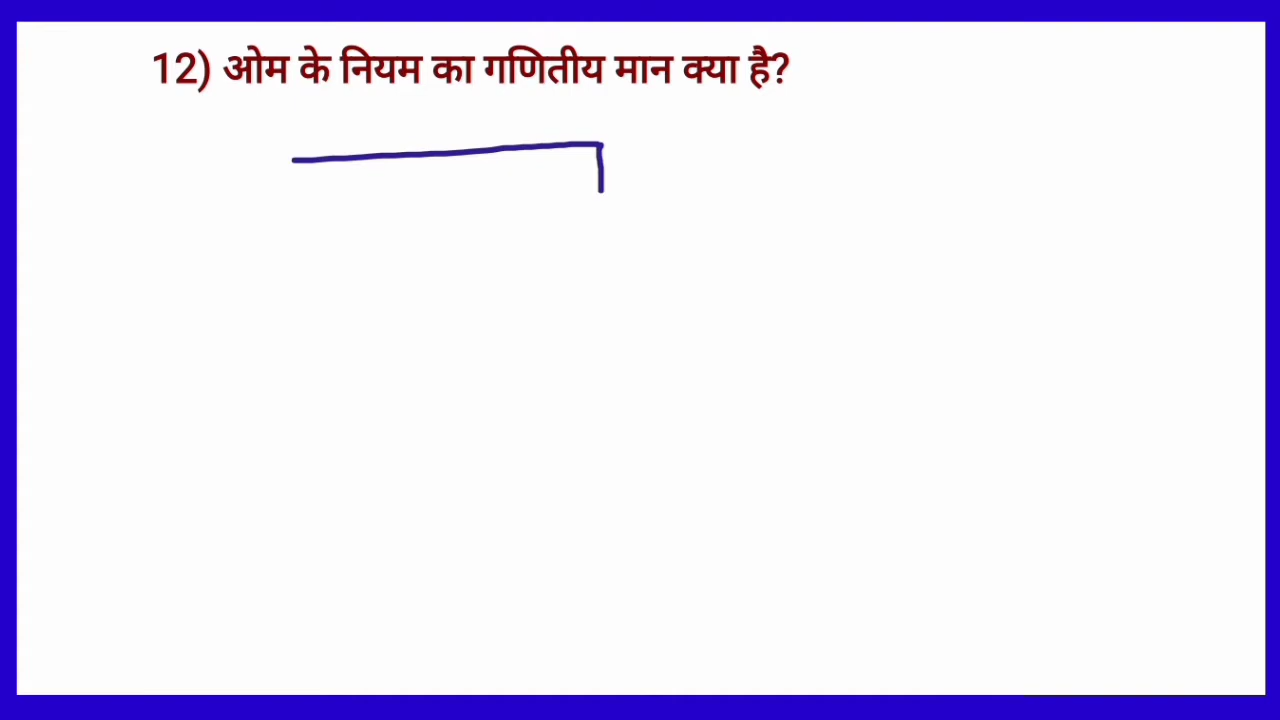 12) ओम के नियम का गणितीय मान क्या है?